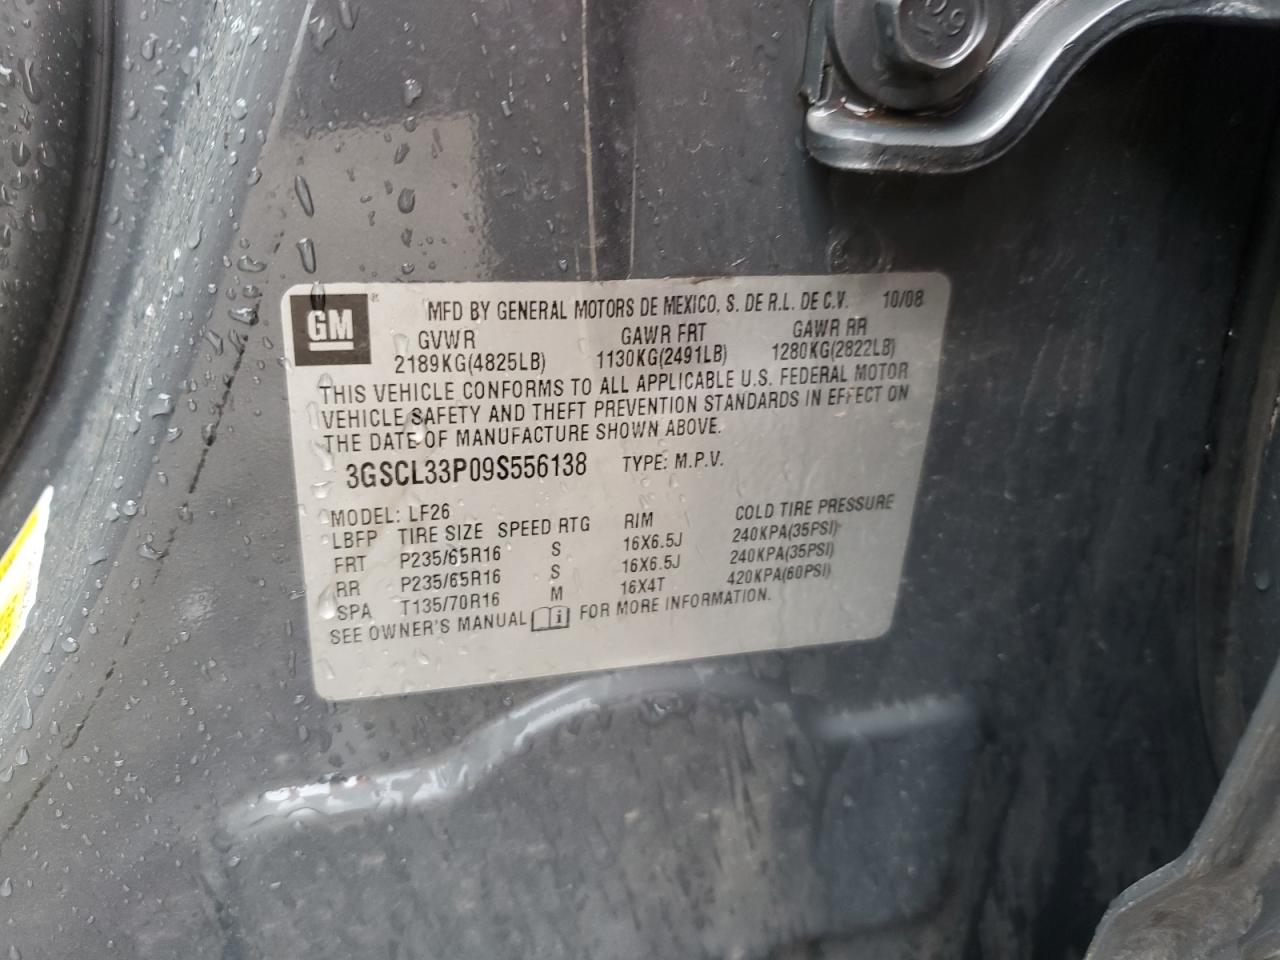 10.9
GM
MFD BY GENERAL MOTORS DE MEXICO, S. DE R.L. DE C.V. 10/08
GVWR GAWR FRT GAWR RR
2189KG(4825LB) 1130KG(2491LB) 1280KG(2822LB)
THIS VEHICLE CONFORMS TO ALL APPLICABLE U.S. FEDERAL MOTOR
VEHICLE SAFETY AND THEFT PREVENTION STANDARDS IN EFFECT ON
THE DATE OF MANUFACTURE SHOWN ABOVE.
3GSCL33P09S556138 TYPE: M.P.V.
MODEL: LF26
LBFP TIRE SIZE SPEED RTG RIM COLD TIRE PRESSURE
FRT P235/65R16 S 16X6.5J 240KPA(35PSI)
RR P235/65R16 S 16X6.5J 240KPA(35PSI)
SPA T135/70R16 M 16X4T 420KPA(60PSI)
SEE OWNER'S MANUAL i FOR MORE INFORMATION.